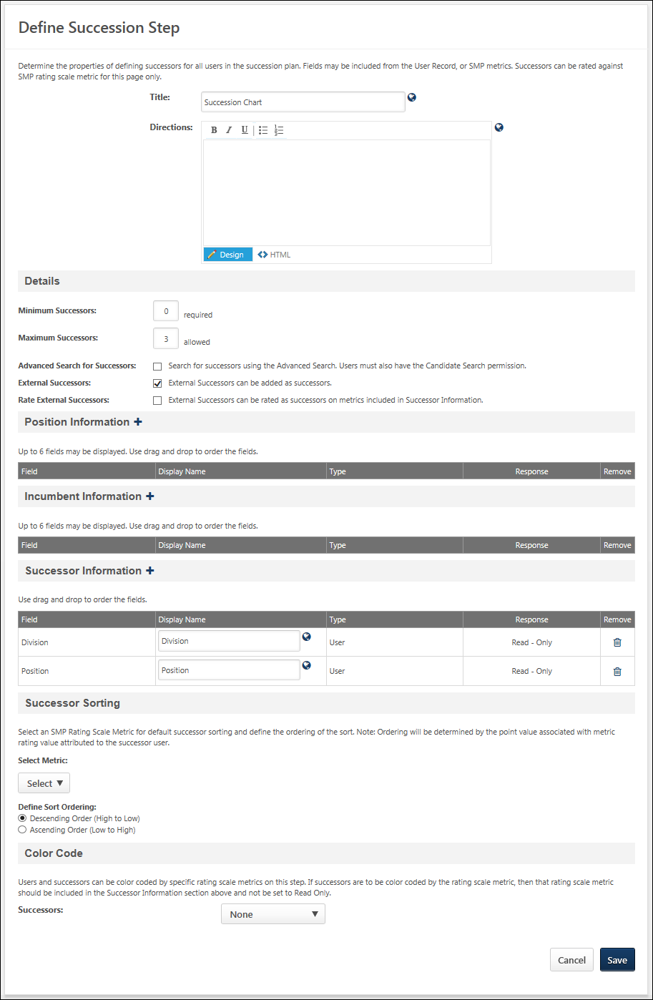 Define Succession Step
Determine the properties of defining successors for all users in the succession plan. Fields may be included from the User Record, or SMP metrics. Successors can be rated against
SMP rating scale metric for this page only.
Title: Succession Chart
Directions: B I U
Design HTML
Details
Minimum Successors: 0 required
Maximum Successors: 3 allowed
Advanced Search for Successors: Search for successors using the Advanced Search. Users must also have the Candidate Search permission.
External Successors: External Successors can be added as successors.
Rate External Successors: External Successors can be rated as successors on metrics included in Successor Information.
Position Information +
Up to 6 fields may be displayed. Use drag and drop to order the fields.
Field Display Name Type Response Remove
Incumbent Information +
Up to 6 fields may be displayed. Use drag and drop to order the fields.
Field Display Name Type Response Remove
Successor Information +
Use drag and drop to order the fields.
Field Display Name Type Response Remove
Division Division User Read - Only
Position Position User Read - Only
Successor Sorting
Select an SMP Rating Scale Metric for default successor sorting and define the ordering of the sort. Note: Ordering will be determined by the point value associated with metric
rating value attributed to the successor user.
Select Metric:
Select
Define Sort Ordering:
Descending Order (High to Low)
Ascending Order (Low to High)
Color Code
Users and successors can be color coded by specific rating scale metrics on this step. If successors are to be color coded by the rating scale metric, then that rating scale metric
should be included in the Successor Information section above and not be set to Read Only.
Successors: None
Cancel Save